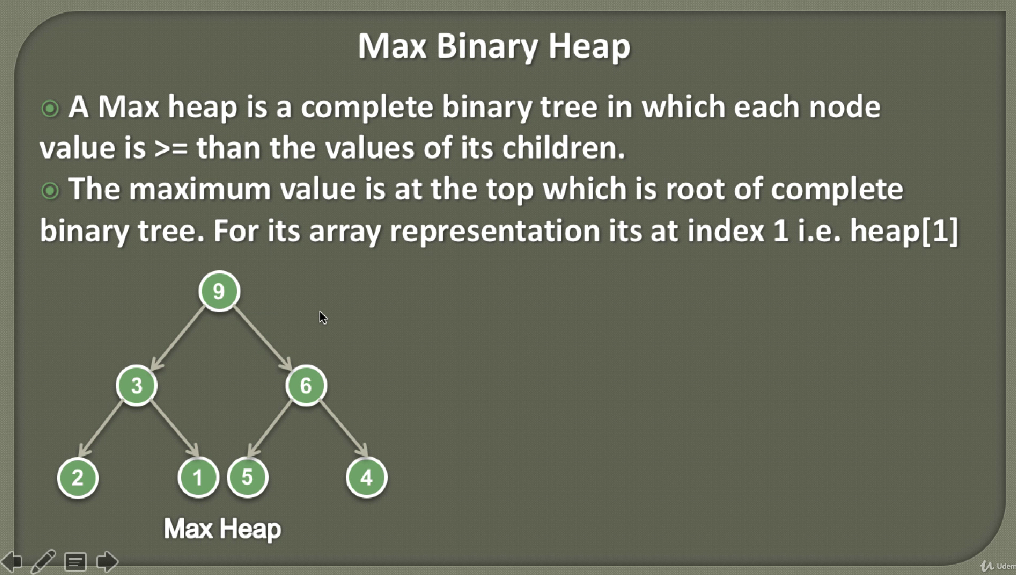 Max Binary Heap
A Max heap is a complete binary tree in which each node
value is >= than the values of its children.
The maximum value is at the top which is root of complete
binary tree. For its array representation its at index 1 i.e. heap[1]
9
3 6
2 1 5 4
Max Heap
Udem